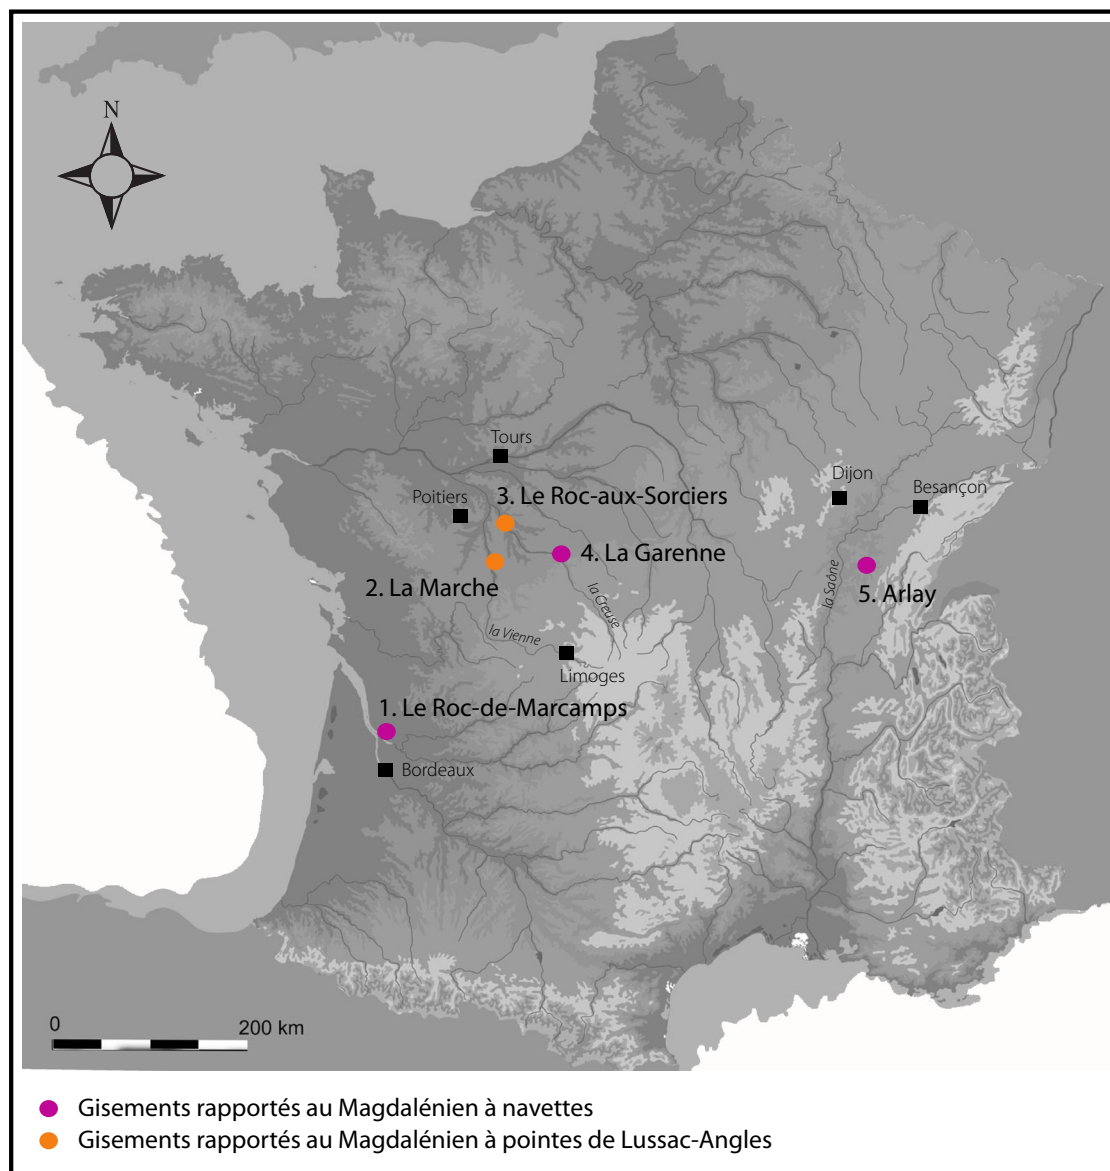 N
Tours
Dijon
Poitiers
3. Le Roc-aux-Sorciers
Besançon
4. La Garenne
2. La Marche
la Saône
5. Arlay
la Creuse
la Vienne
Limoges
1. Le Roc-de-Marcamps
Bordeaux
0 200 km
Gisements rapportés au Magdalénien à navettes
Gisements rapportés au Magdalénien à pointes de Lussac-Angles